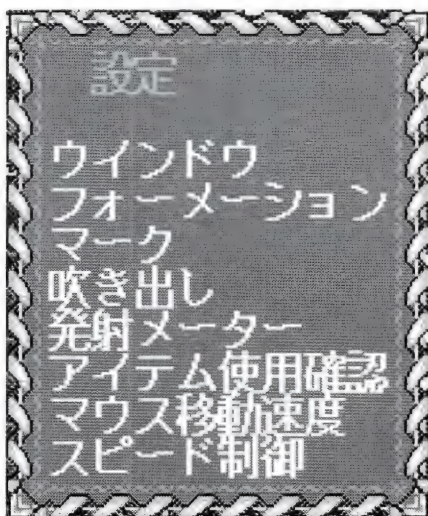 設定
ウインドウ
フォーメーション
マーク
吹き出し
発射メーター
アイテム使用確認
マウス移動速度
スピード制御